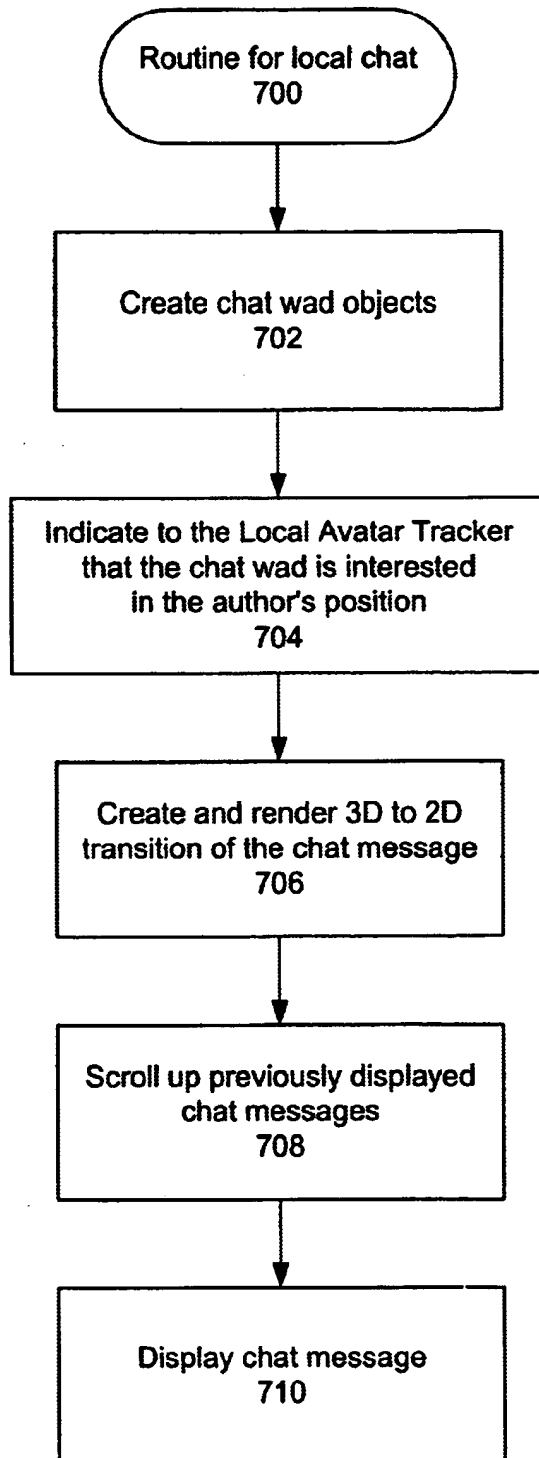 Routine for local chat
700
Create chat wad objects
702
Indicate to the Local Avatar Tracker
that the chat wad is interested
in the author's position
704
Create and render 3D to 2D
transition of the chat message
706
Scroll up previously displayed
chat messages
708
Display chat message
710